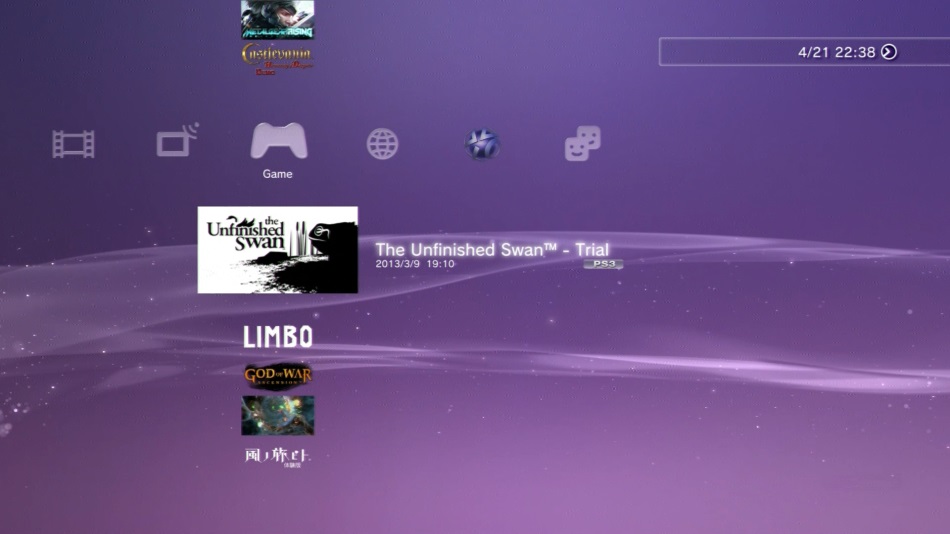 METAL GEAR RISING
Castlevania
4/21 22:38
Game
the
Unfinished
Swan
The Unfinished Swan™ - Trial
2013/3/9 19:10
PS3
LIMBO
GOD OF WAR
ASCENSION
風ノ旅ビト
体験版